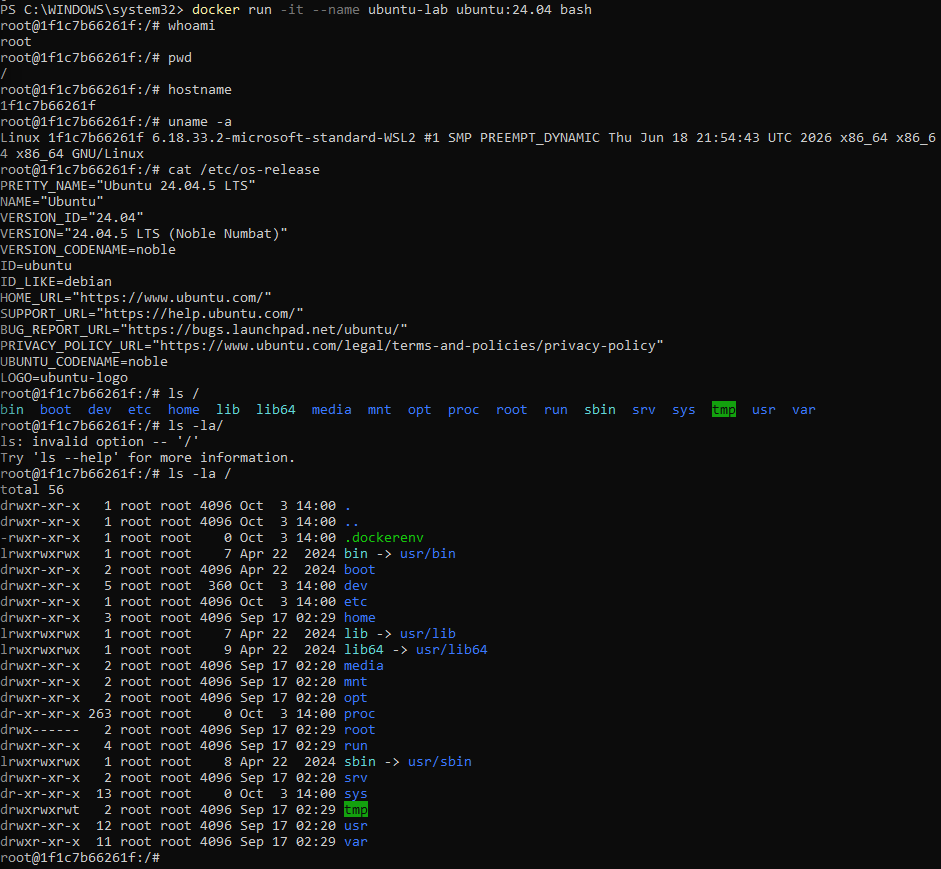 PS C:\WINDOWS\system32> docker run -it --name ubuntu-lab ubuntu:24.04 bash
root@1f1c7b66261f:/# whoami
root
root@1f1c7b66261f:/# pwd
/
root@1f1c7b66261f:/# hostname
1f1c7b66261f
root@1f1c7b66261f:/# uname -a
Linux 1f1c7b66261f 6.18.33.2-microsoft-standard-WSL2 #1 SMP PREEMPT_DYNAMIC Thu Jun 18 21:54:43 UTC 2026 x86_64 x86_6
4 x86_64 GNU/Linux
root@1f1c7b66261f:/# cat /etc/os-release
PRETTY_NAME="Ubuntu 24.04.5 LTS"
NAME="Ubuntu"
VERSION_ID="24.04"
VERSION="24.04.5 LTS (Noble Numbat)"
VERSION_CODENAME=noble
ID=ubuntu
ID_LIKE=debian
HOME_URL="https://www.ubuntu.com/"
SUPPORT_URL="https://help.ubuntu.com/"
BUG_REPORT_URL="https://bugs.launchpad.net/ubuntu/"
PRIVACY_POLICY_URL="https://www.ubuntu.com/legal/terms-and-policies/privacy-policy"
UBUNTU_CODENAME=noble
LOGO=ubuntu-logo
root@1f1c7b66261f:/# ls /
bin  boot  dev  etc  home  lib  lib64  media  mnt  opt  proc  root  run  sbin  srv  sys  tmp  usr  var
root@1f1c7b66261f:/# ls -la/
ls: invalid option -- '/'
Try 'ls --help' for more information.
root@1f1c7b66261f:/# ls -la /
total 56
drwxr-xr-x   1 root root 4096 Oct  3 14:00 .
drwxr-xr-x   1 root root 4096 Oct  3 14:00 ..
-rwxr-xr-x   1 root root    0 Oct  3 14:00 .dockerenv
lrwxrwxrwx   1 root root    7 Apr 22  2024 bin -> usr/bin
drwxr-xr-x   2 root root 4096 Apr 22  2024 boot
drwxr-xr-x   5 root root  360 Oct  3 14:00 dev
drwxr-xr-x   1 root root 4096 Oct  3 14:00 etc
drwxr-xr-x   3 root root 4096 Sep 17 02:29 home
lrwxrwxrwx   1 root root    7 Apr 22  2024 lib -> usr/lib
lrwxrwxrwx   1 root root    9 Apr 22  2024 lib64 -> usr/lib64
drwxr-xr-x   2 root root 4096 Sep 17 02:20 media
drwxr-xr-x   2 root root 4096 Sep 17 02:20 mnt
drwxr-xr-x   2 root root 4096 Sep 17 02:20 opt
dr-xr-xr-x 263 root root    0 Oct  3 14:00 proc
drwx------   2 root root 4096 Sep 17 02:29 root
drwxr-xr-x   4 root root 4096 Sep 17 02:29 run
lrwxrwxrwx   1 root root    8 Apr 22  2024 sbin -> usr/sbin
drwxr-xr-x   2 root root 4096 Sep 17 02:20 srv
dr-xr-xr-x  13 root root    0 Oct  3 14:00 sys
drwxrwxrwt   2 root root 4096 Sep 17 02:29 tmp
drwxr-xr-x  12 root root 4096 Sep 17 02:20 usr
drwxr-xr-x  11 root root 4096 Sep 17 02:29 var
root@1f1c7b66261f:/#